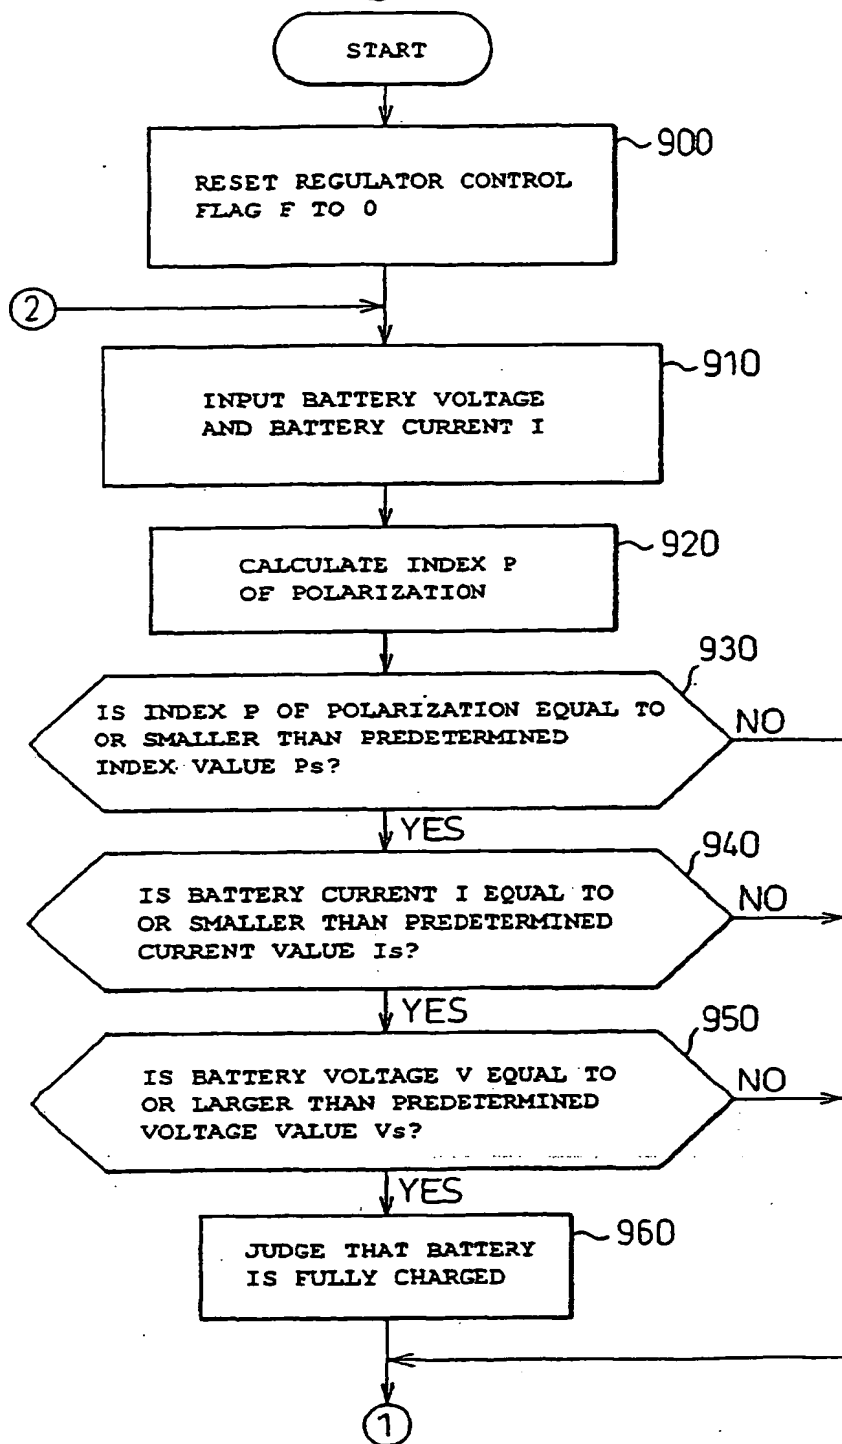 START
900
RESET REGULATOR CONTROL
FLAG F TO 0
2
910
INPUT BATTERY VOLTAGE
AND BATTERY CURRENT I
920
CALCULATE INDEX P
OF POLARIZATION
930
IS INDEX P OF POLARIZATION EQUAL TO
OR SMALLER THAN PREDETERMINED
INDEX VALUE Ps?
NO
YES
940
IS BATTERY CURRENT I EQUAL TO
OR SMALLER THAN PREDETERMINED
CURRENT VALUE Is?
NO
YES
950
IS BATTERY VOLTAGE V EQUAL TO
OR LARGER THAN PREDETERMINED
VOLTAGE VALUE Vs?
NO
YES
960
JUDGE THAT BATTERY
IS FULLY CHARGED
1